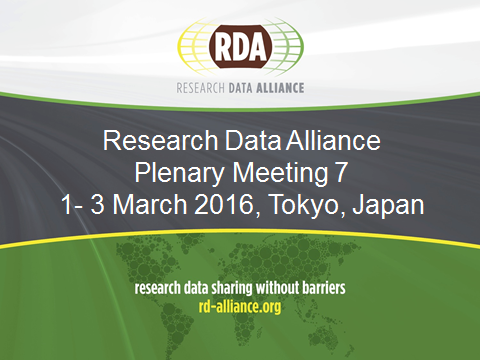 RDA
RESEARCH DATA ALLIANCE
Research Data Alliance
Plenary Meeting 7
1- 3 March 2016, Tokyo, Japan
research data sharing without barriers
rd-alliance.org